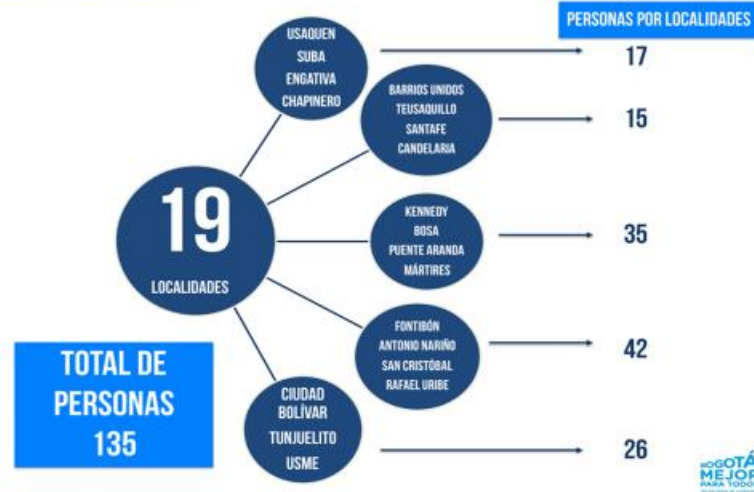 PERSONAS POR LOCALIDADES
USAQUEN
SUBA
ENGATIVA
CHAPINERO
17
BARRIOS UNIDOS
TEUSAQUILLO
SANTAFE
CANDELARIA
15
19
LOCALIDADES
KENNEDY
BOSA
PUENTE ARANDA
MÁRTIRES
35
FONTIBÓN
ANTONIO NARIÑO
SAN CRISTÓBAL
RAFAEL URIBE
42
CIUDAD
BOLÍVAR
TUNJUELITO
USME
26
TOTAL DE
PERSONAS
135
BOGOTÁ
MEJOR
PARA TODOS